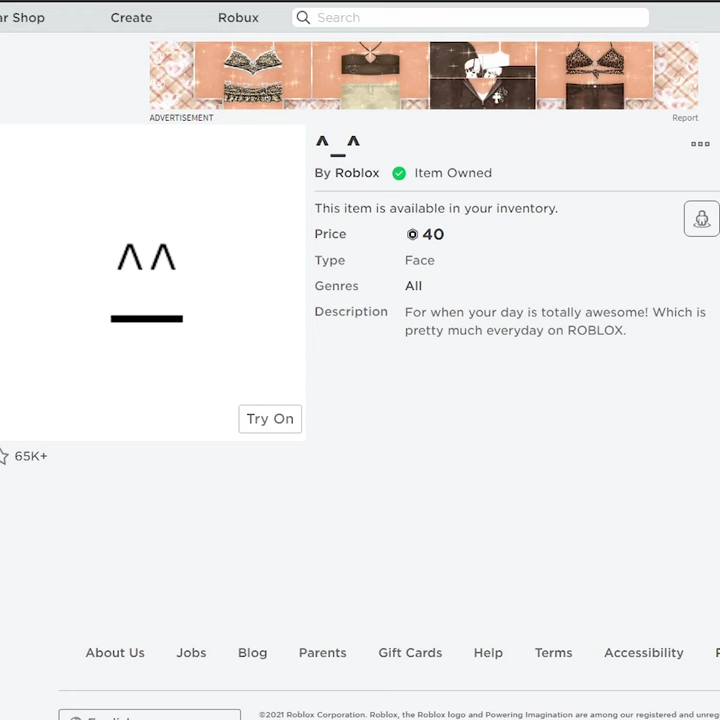 ar Shop Create Robux Search
ADVERTISEMENT Report
^_^
By Roblox Item Owned
This item is available in your inventory.
Price 40
Type Face
Genres All
Description For when your day is totally awesome! Which is
pretty much everyday on ROBLOX.
Try On
65K+
About Us Jobs Blog Parents Gift Cards Help Terms Accessibility
©2021 Roblox Corporation. Roblox, the Roblox logo and Powering Imagination are among our registered and unreg